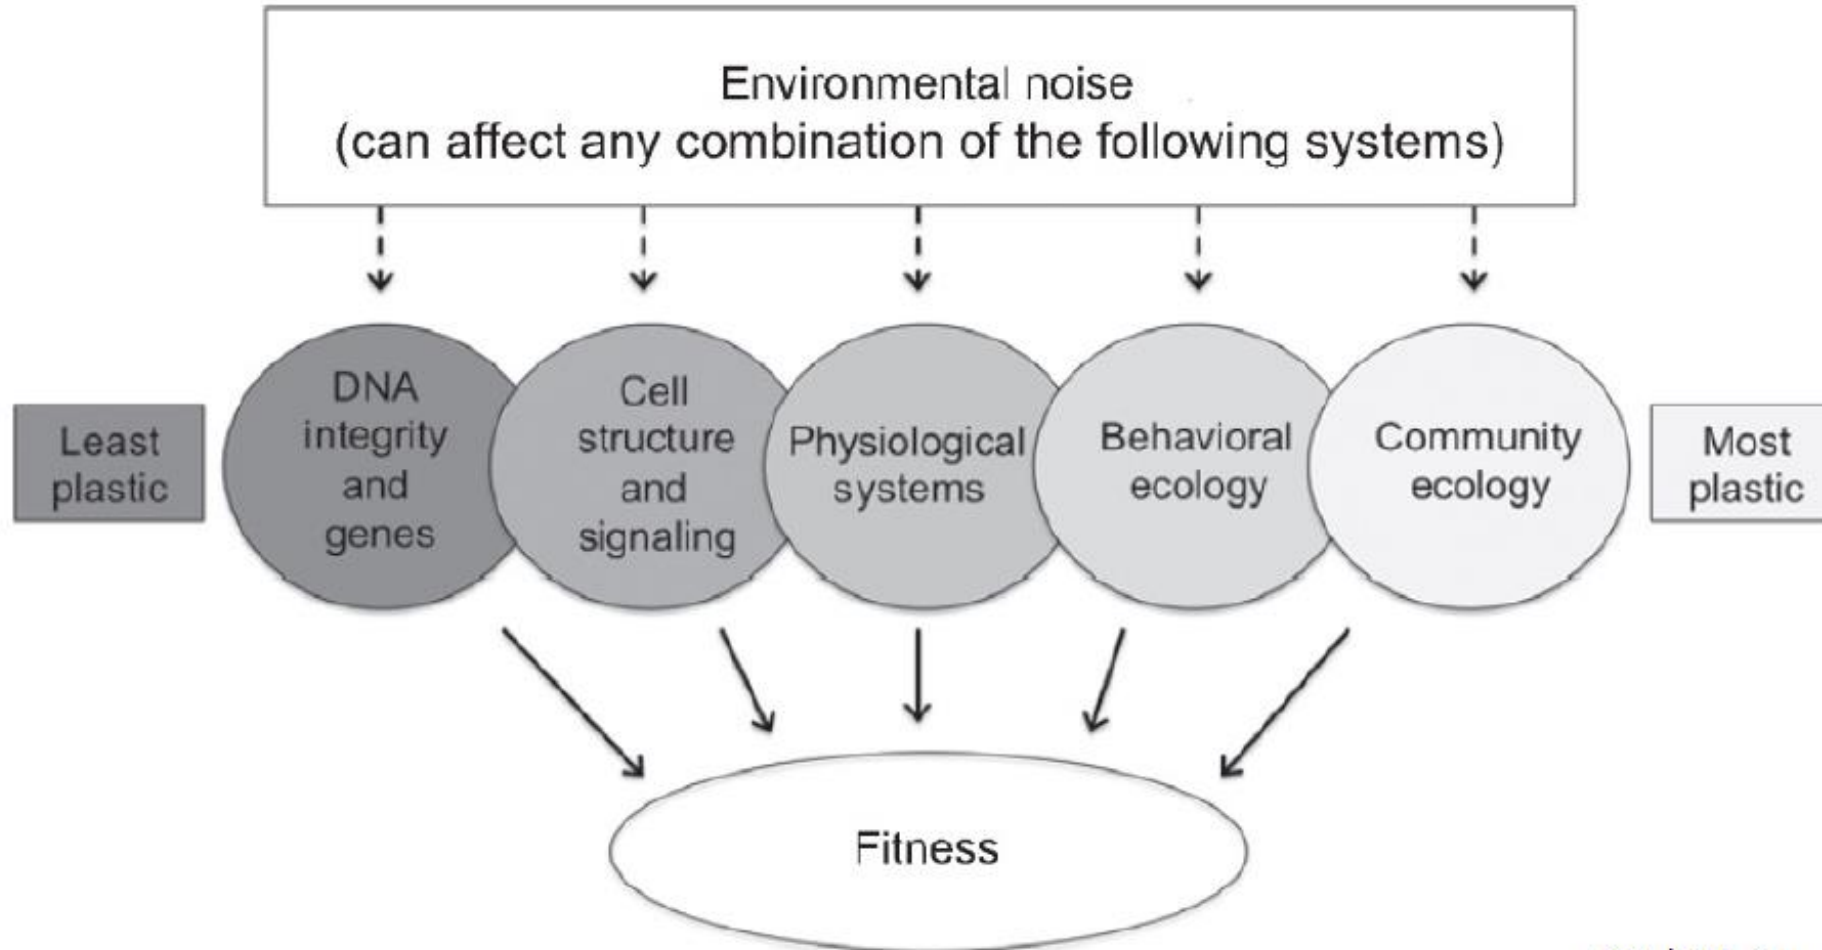 Environmental noise
(can affect any combination of the following systems)
Least
plastic
DNA
integrity
and
genes
Cell
structure
and
signaling
Physiological
systems
Behavioral
ecology
Community
ecology
Most
plastic
Fitness